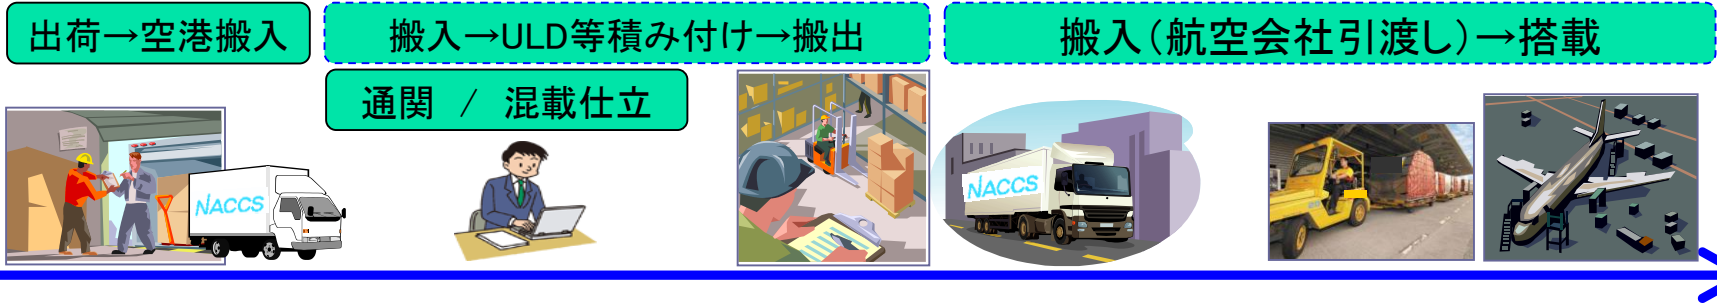 出荷→空港搬入
搬入→ULD等積み付け→搬出
搬入（航空会社引渡し）→搭載
通関 / 混載仕立
NACCS
NACCS